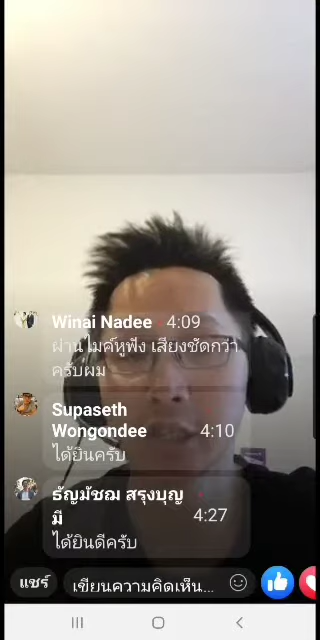 Winai Nadee 4:09
ผ่านไมค์หูฟัง เสียงชัดกว่า
ครับผม
Supaseth
Wongondee 4:10
ได้ยินครับ
ธัญมัชฌ สรุงบุญ
มี 4:27
ได้ยินดีครับ
แชร์ เขียนความคิดเห็น...